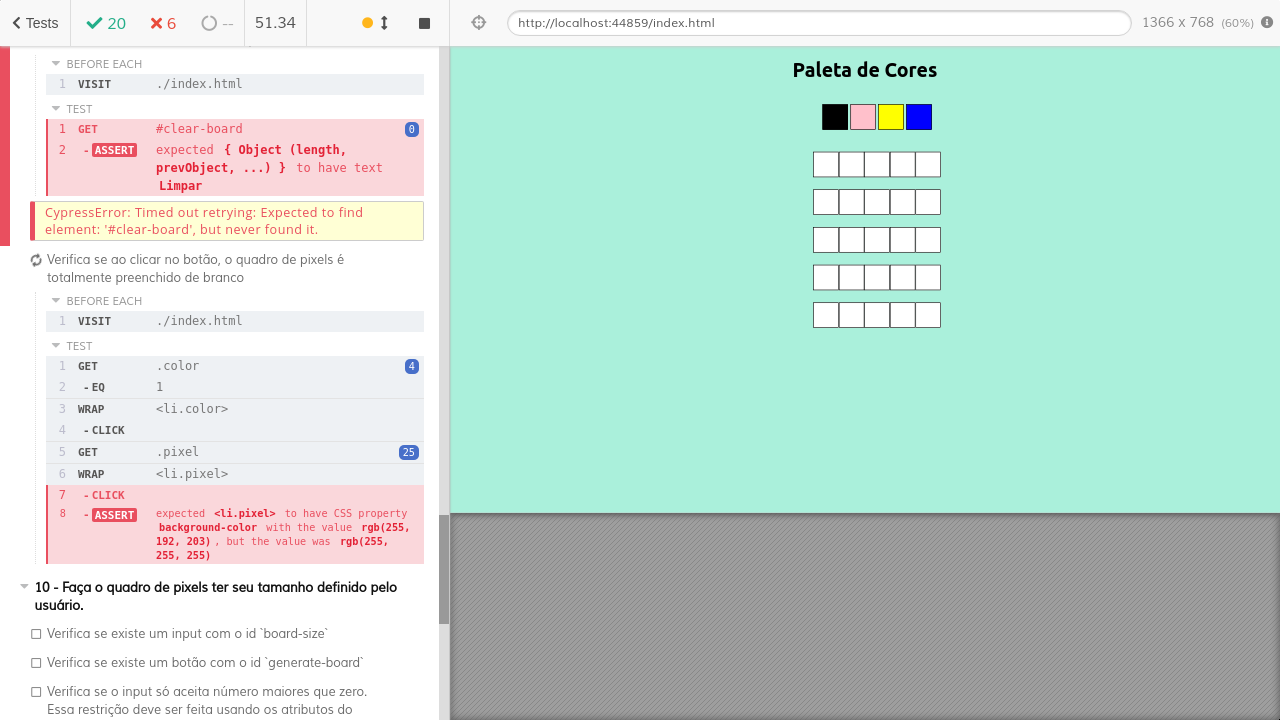 Tests 20 6 -- 51.34 http://localhost:44859/index.html 1366 x 768 (60%)
BEFORE EACH
1 VISIT ./index.html
TEST
1 GET #clear-board 0
2 - ASSERT expected { Object (length,
prevObject, ...) } to have text
Limpar
CypressError: Timed out retrying: Expected to find
element: '#clear-board', but never found it.
Verifica se ao clicar no botão, o quadro de pixels é
totalmente preenchido de branco
BEFORE EACH
1 VISIT ./index.html
TEST
1 GET .color 4
2 - EQ 1
3 WRAP <li.color>
4 - CLICK
5 GET .pixel 25
6 WRAP <li.pixel>
7 - CLICK
8 - ASSERT expected <li.pixel> to have CSS property
background-color with the value rgb(255,
192, 203) , but the value was rgb(255,
255, 255)
10 - Faça o quadro de pixels ter seu tamanho definido pelo
usuário.
Verifica se existe um input com o id `board-size`
Verifica se existe um botão com o id `generate-board`
Verifica se o input só aceita número maiores que zero.
Essa restrição deve ser feita usando os atributos do
Paleta de Cores